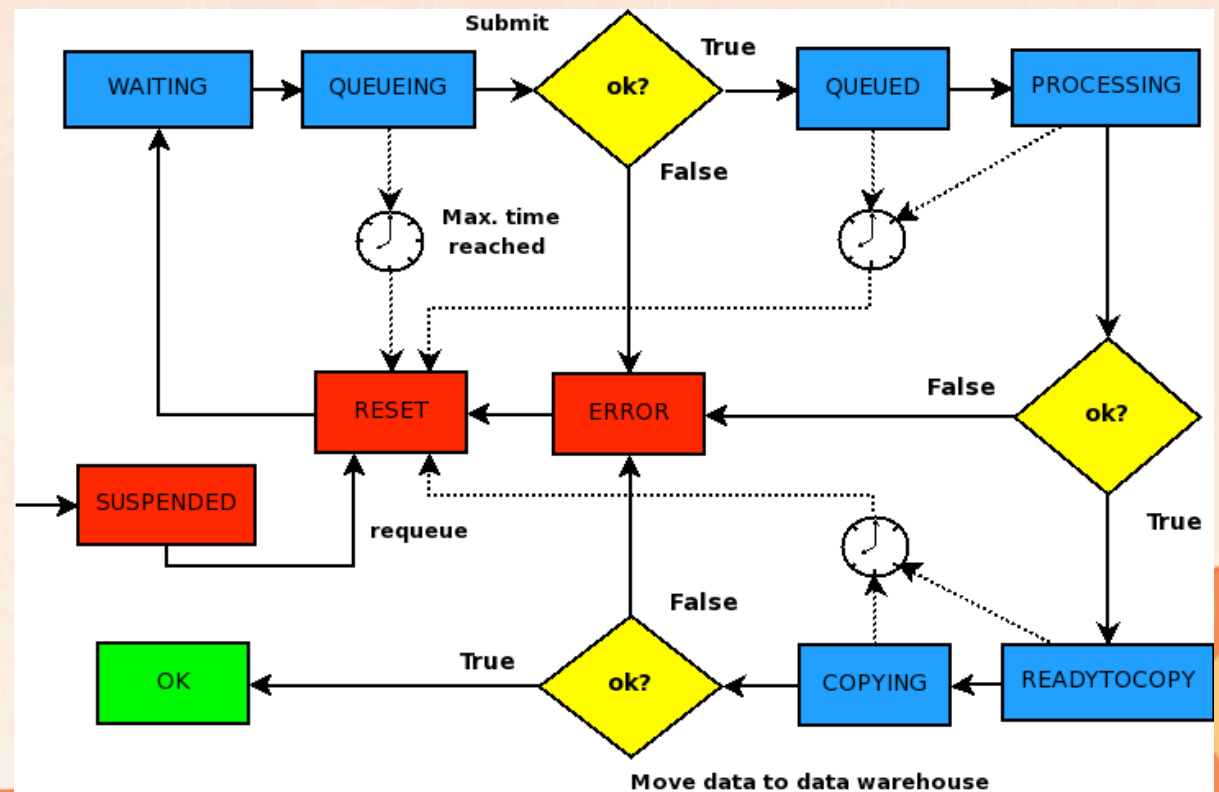 Submit
True
WAITING
QUEUEING
ok?
QUEUED
PROCESSING
False
Max. time
reached
RESET
ERROR
False
ok?
SUSPENDED
requeue
True
False
True
OK
ok?
COPYING
READYTOCOPY
Move data to data warehouse